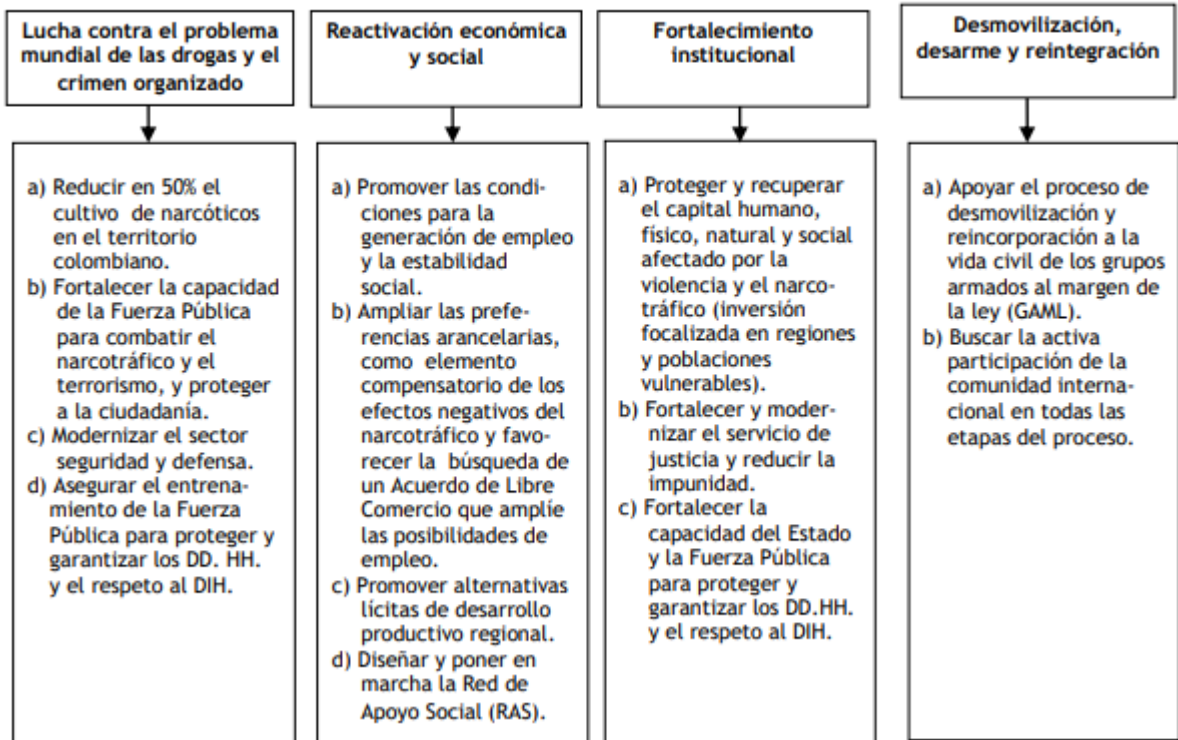 Lucha contra el problema
mundial de las drogas y el
crimen organizado
a) Reducir en 50% el
cultivo de narcóticos
en el territorio
colombiano.
b) Fortalecer la capacidad
de la Fuerza Pública
para combatir el
narcotráfico y el
terrorismo, y proteger
a la ciudadanía.
c) Modernizar el sector
seguridad y defensa.
d) Asegurar el entrena-
miento de la Fuerza
Pública para proteger y
garantizar los DD. HH.
y el respeto al DIH.
Reactivación económica
y social
a) Promover las condi-
ciones para la
generación de empleo
y la estabilidad
social.
b) Ampliar las prefe-
rencias arancelarias,
como elemento
compensatorio de los
efectos negativos del
narcotráfico y favo-
recer la búsqueda de
un Acuerdo de Libre
Comercio que amplíe
las posibilidades de
empleo.
c) Promover alternativas
lícitas de desarrollo
productivo regional.
d) Diseñar y poner en
marcha la Red de
Apoyo Social (RAS).
Fortalecimiento
institucional
a) Proteger y recuperar
el capital humano,
físico, natural y social
afectado por la
violencia y el narco-
tráfico (inversión
focalizada en regiones
y poblaciones
vulnerables).
b) Fortalecer y moder-
nizar el servicio de
justicia y reducir la
impunidad.
c) Fortalecer la
capacidad del Estado
y la Fuerza Pública
para proteger y
garantizar los DD.HH.
y el respeto al DIH.
Desmovilización,
desarme y reintegración
a) Apoyar el proceso de
desmovilización y
reincorporación a la
vida civil de los grupos
armados al margen de
la ley (GAML).
b) Buscar la activa
participación de la
comunidad interna-
cional en todas las
etapas del proceso.